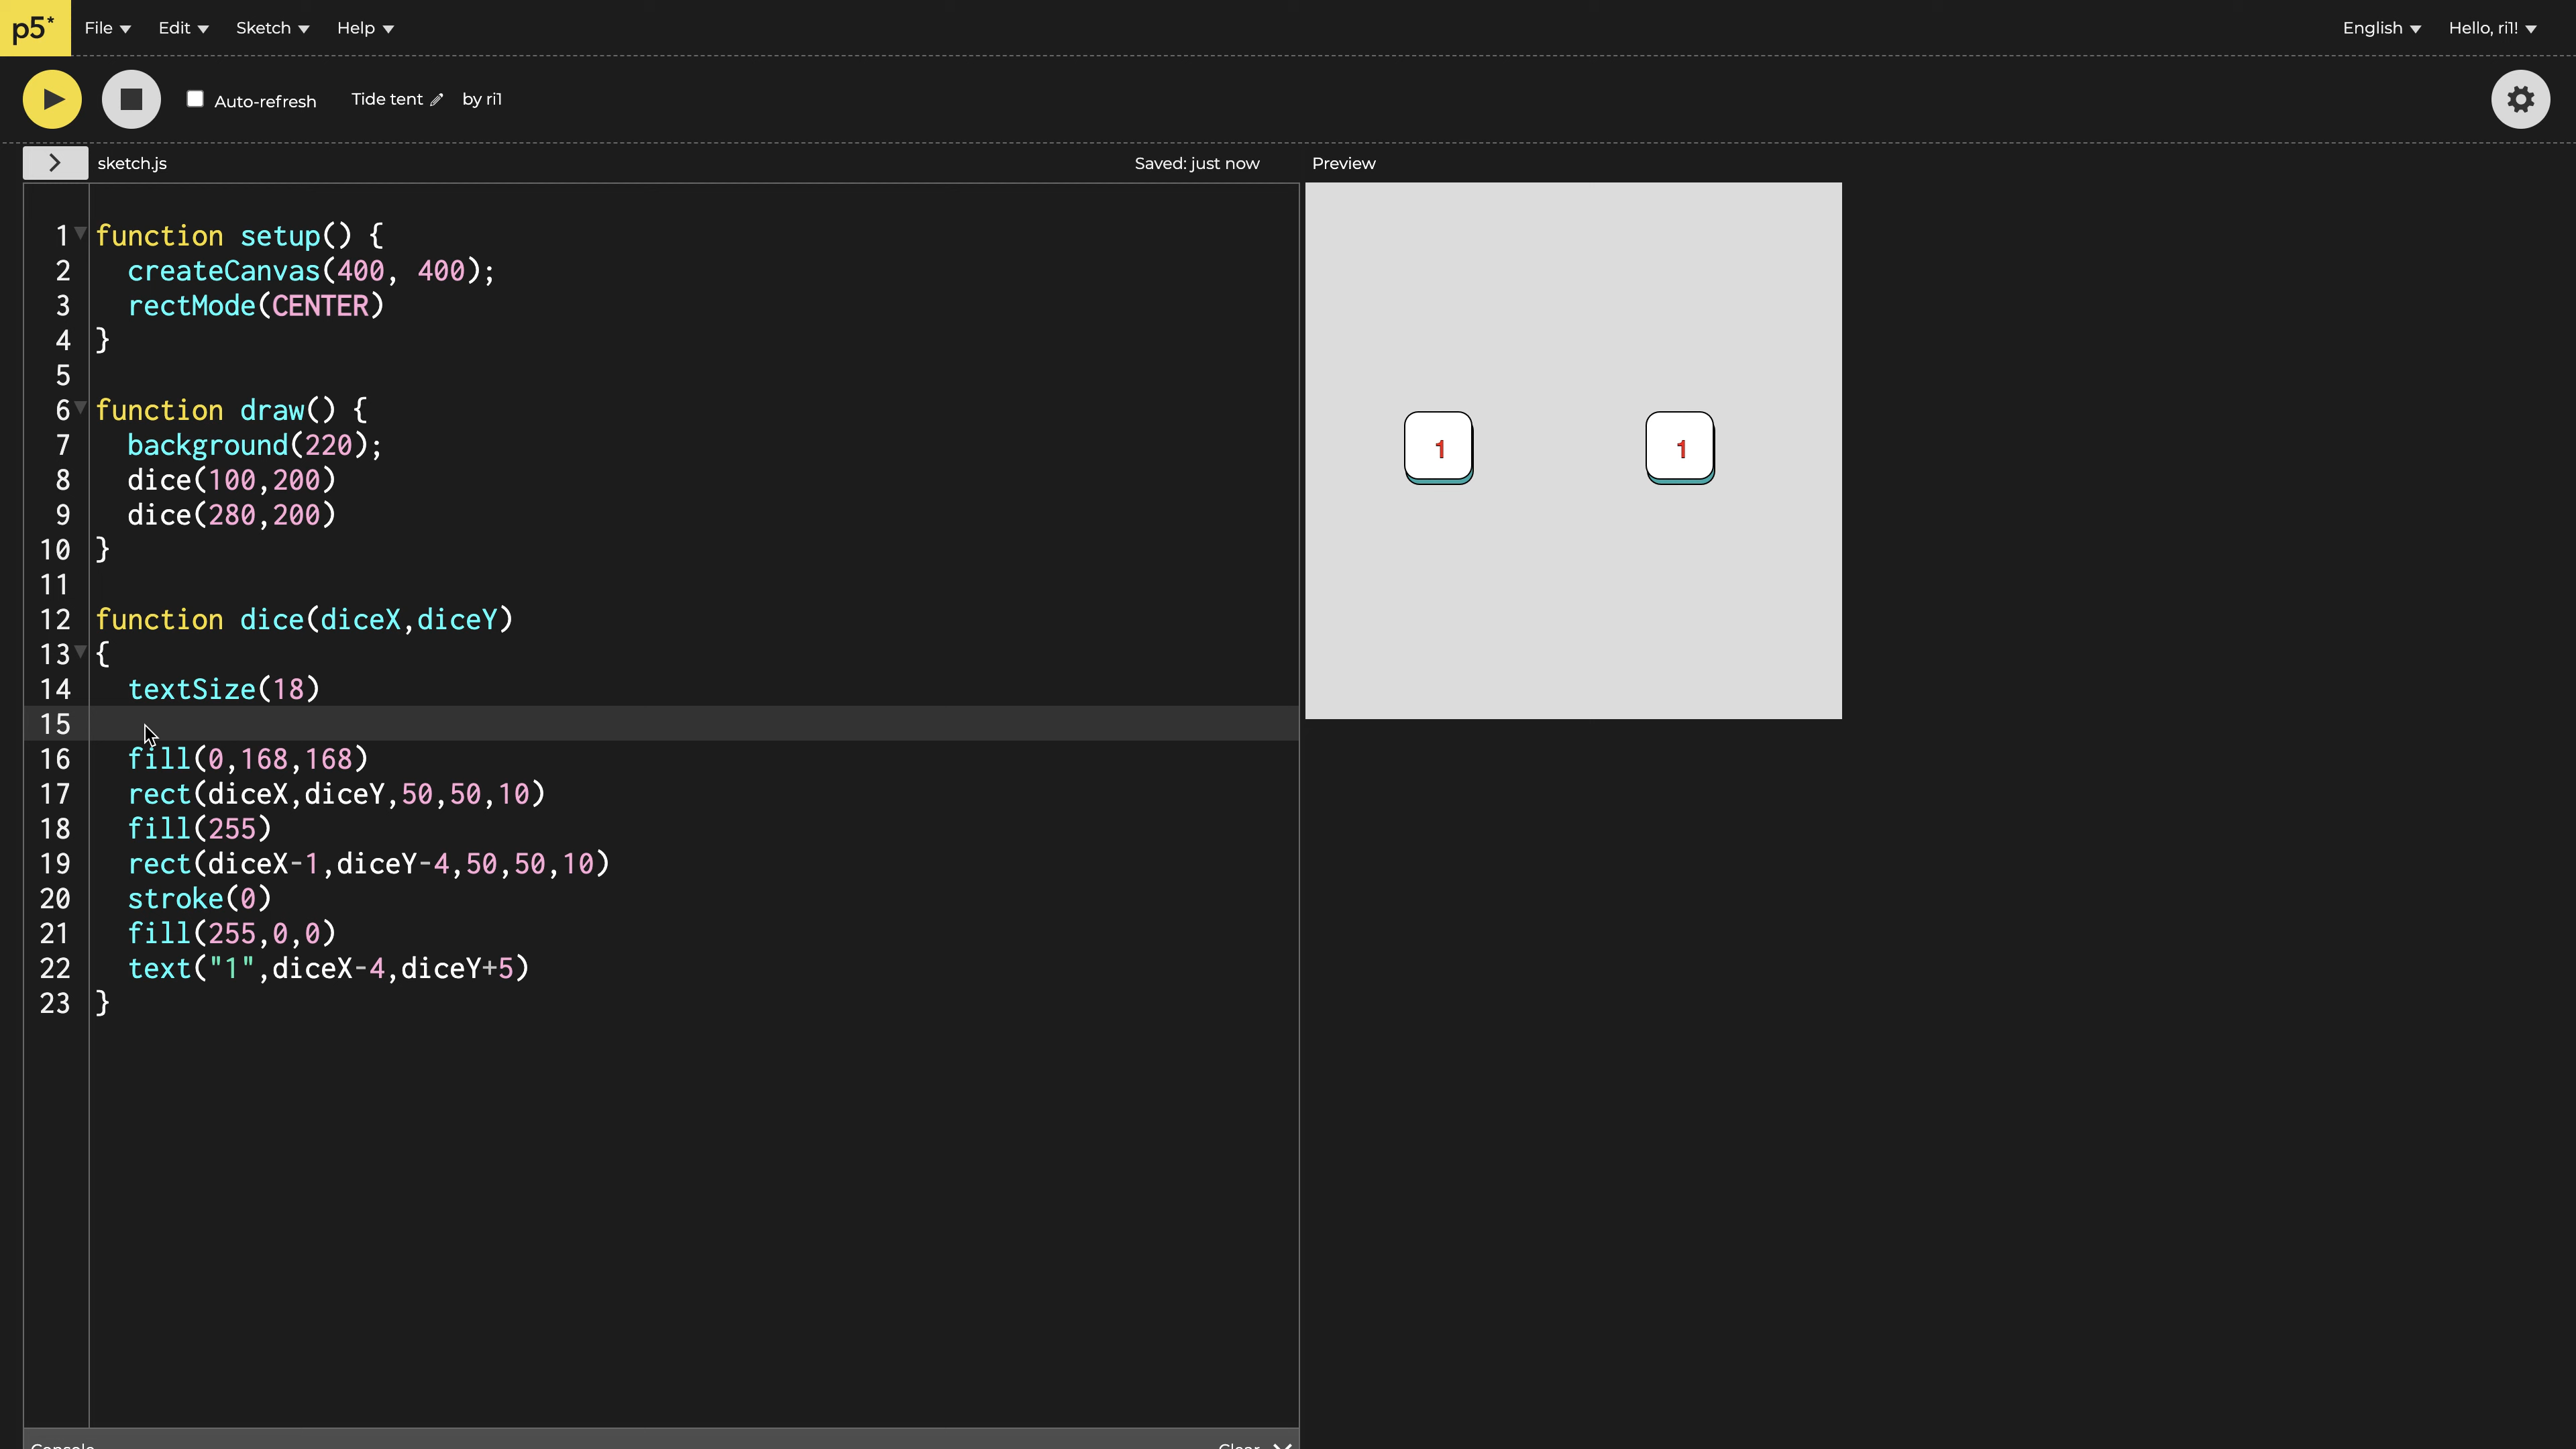 p5*
File Edit Sketch Help English Hello, ri1!
Auto-refresh Tide tent by ri1
sketch.js Saved: just now Preview
1 function setup() {
2 createCanvas(400, 400);
3 rectMode(CENTER)
4 }
5
6 function draw() {
7 background(220);
8 dice(100,200)
9 dice(280,200)
10 }
11
12 function dice(diceX,diceY)
13 {
14 textSize(18)
15
16 fill(0,168,168)
17 rect(diceX,diceY,50,50,10)
18 fill(255)
19 rect(diceX-1,diceY-4,50,50,10)
20 stroke(0)
21 fill(255,0,0)
22 text("1",diceX-4,diceY+5)
23 }
1 1
Console Clear